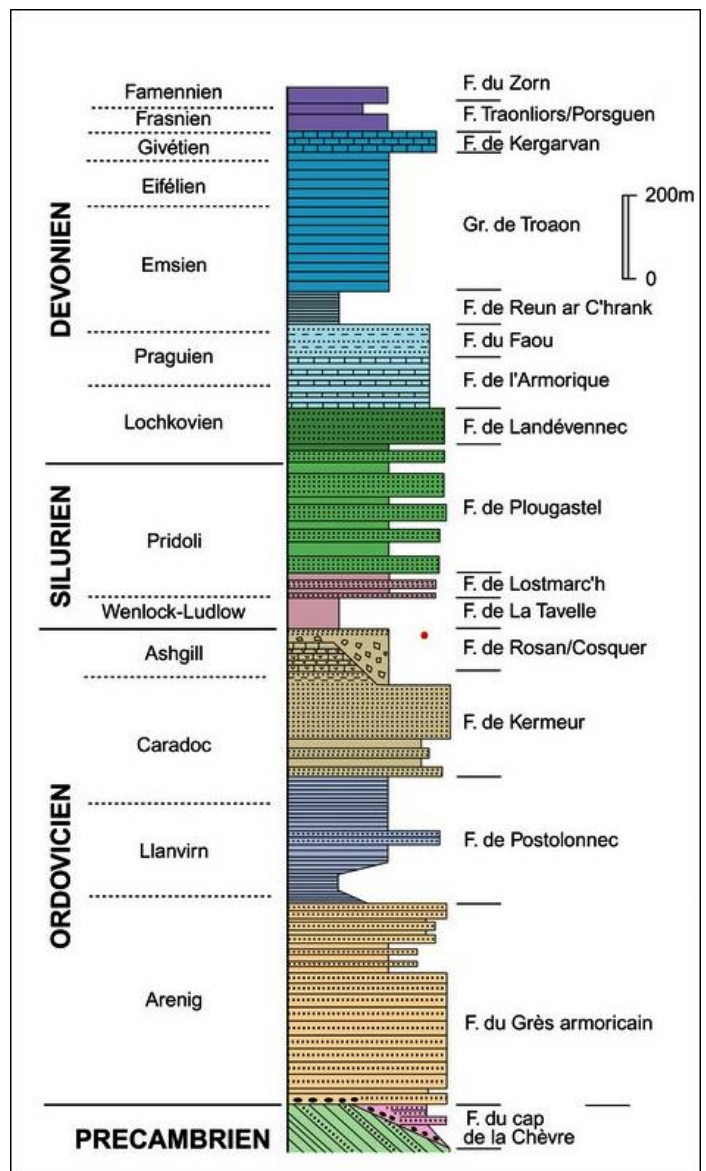 DEVONIEN
Famennien
Frasnien
Givétien
Eifélien
Emsien
Praguien
Lochkovien
SILURIEN
Pridoli
Wenlock-Ludlow
ORDOVICIEN
Ashgill
Caradoc
Llanvirn
Arenig
PRECAMBRIEN
F. du Zorn
F. Traonliors/Porsguen
F. de Kergarvan
Gr. de Troaon
F. de Reun ar C'hrank
F. du Faou
F. de l'Armorique
F. de Landévennec
F. de Plougastel
F. de Lostmarc'h
F. de La Tavelle
F. de Rosan/Cosquer
F. de Kermeur
F. de Postolonnec
F. du Grès armoricain
F. du cap
de la Chèvre
200m
0